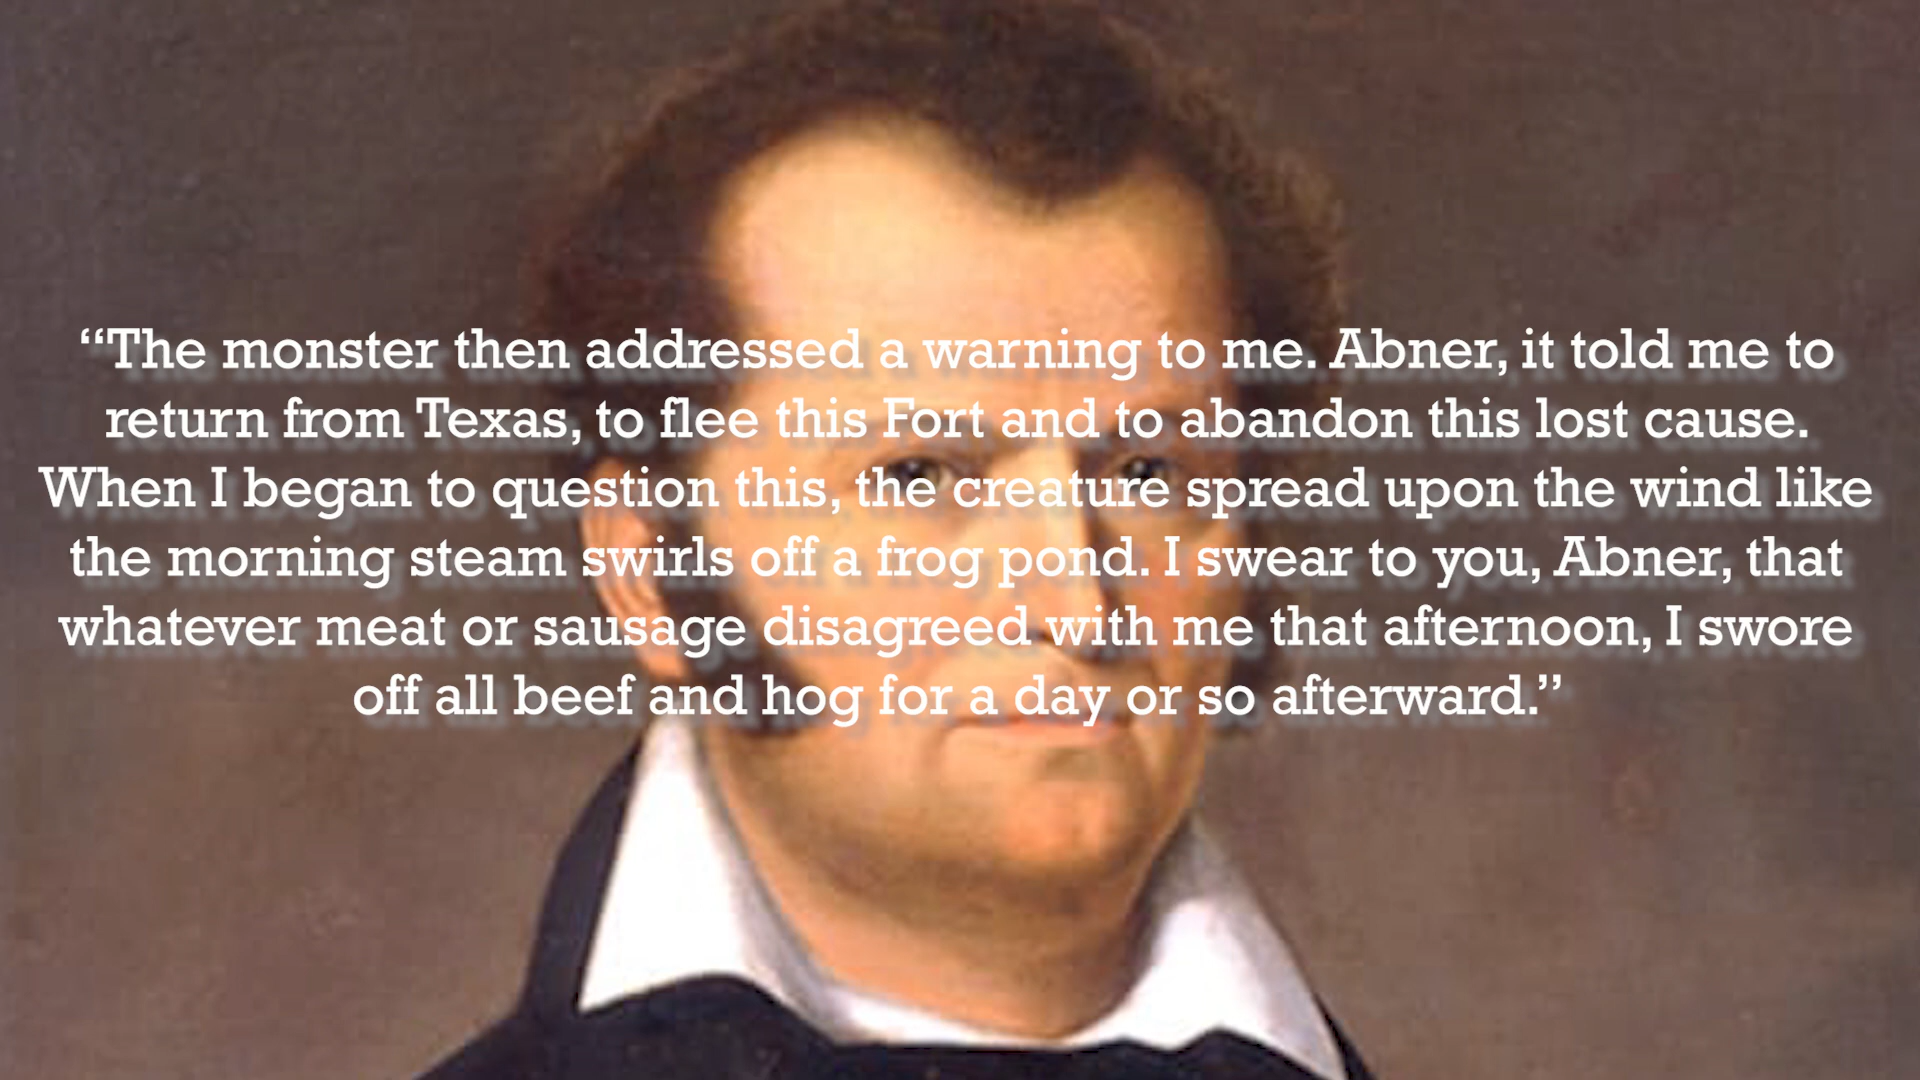 “The monster then addressed a warning to me. Abner, it told me to
return from Texas, to flee this Fort and to abandon this lost cause.
When I began to question this, the creature spread upon the wind like
the morning steam swirls off a frog pond. I swear to you, Abner, that
whatever meat or sausage disagreed with me that afternoon, I swore
off all beef and hog for a day or so afterward.”